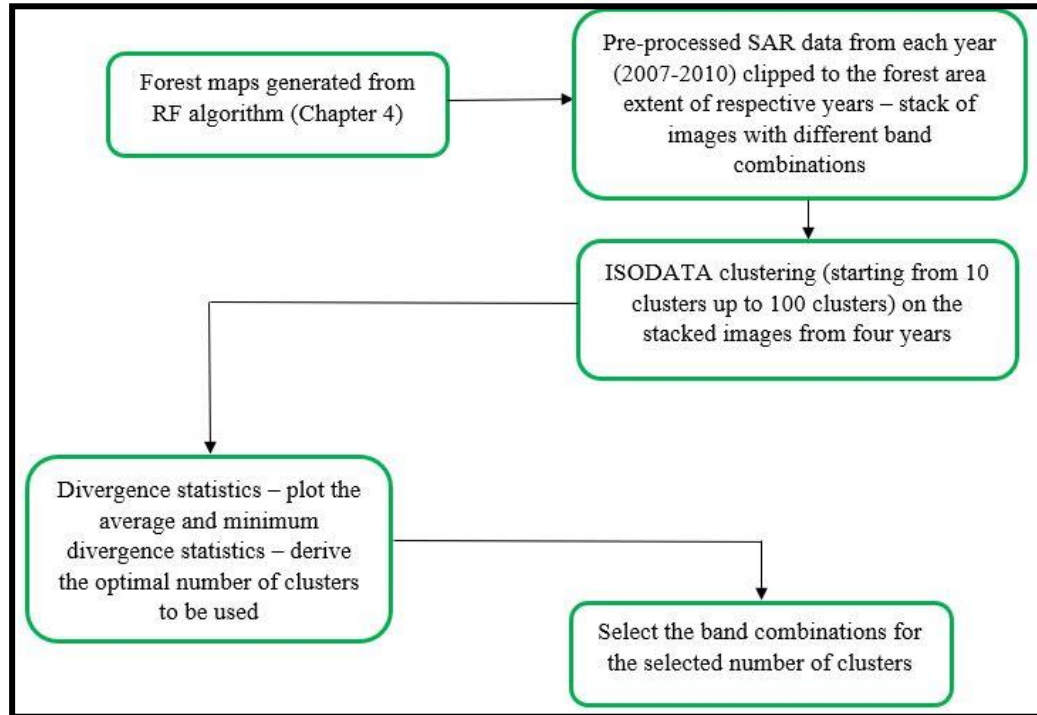 Forest maps generated from
RF algorithm (Chapter 4)
Pre-processed SAR data from each year
(2007-2010) clipped to the forest area
extent of respective years – stack of
images with different band
combinations
ISODATA clustering (starting from 10
clusters up to 100 clusters) on the
stacked images from four years
Divergence statistics – plot the
average and minimum
divergence statistics – derive
the optimal number of clusters
to be used
Select the band combinations for
the selected number of clusters